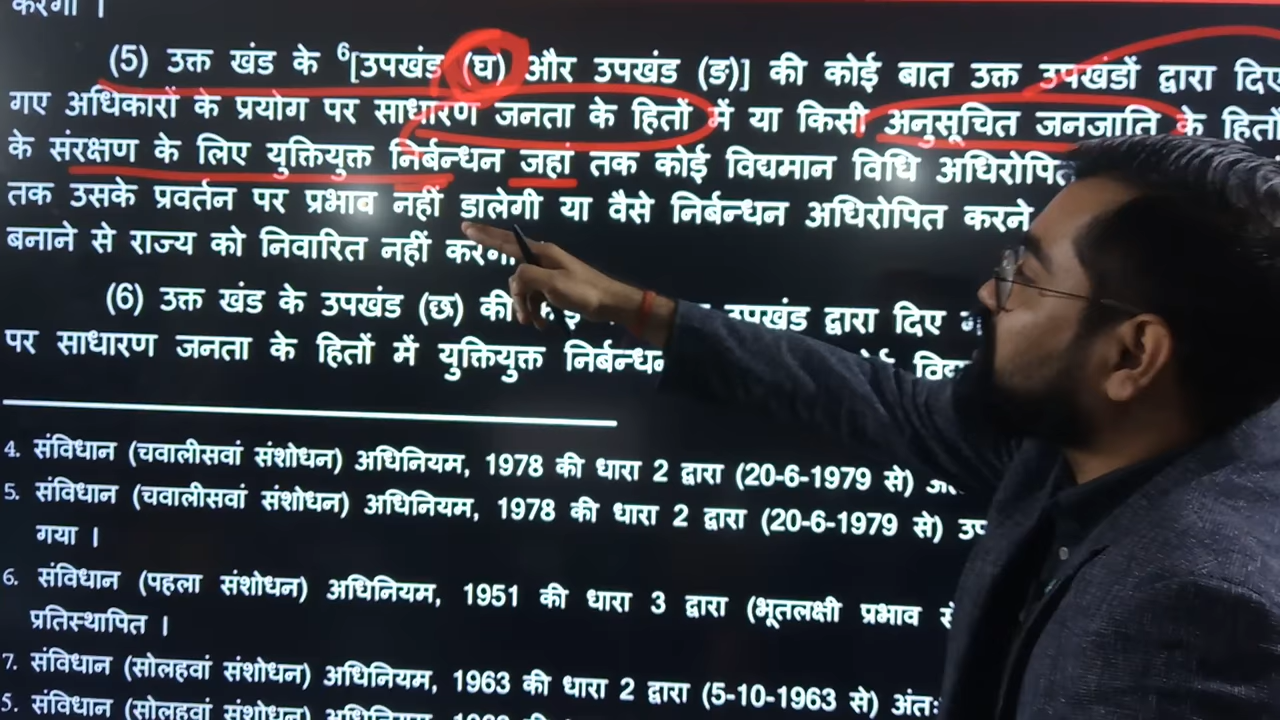 करेगी ।
(5) उक्त खंड के ⁶[उपखंड (घ) और उपखंड (ङ)] की कोई बात उक्त उपखंडों द्वारा दिए
गए अधिकारों के प्रयोग पर साधारण जनता के हितों में या किसी अनुसूचित जनजाति के हितों
के संरक्षण के लिए युक्तियुक्त निर्बन्धन जहां तक कोई विद्यमान विधि अधिरोपित
तक उसके प्रवर्तन पर प्रभाव नहीं डालेगी या वैसे निर्बन्धन अधिरोपित करने
बनाने से राज्य को निवारित नहीं
(6) उक्त खंड के उपखंड (छ) की उपखंड द्वारा दिए
पर साधारण जनता के हितों में युक्तियुक्त
4. संविधान (चवालीसवां संशोधन) अधिनियम, 1978 की धारा 2 द्वारा (20-6-1979 से)
5. संविधान (चवालीसवां संशोधन) अधिनियम, 1978 की धारा 2 द्वारा (20-6-1979 से)
गया ।
6. संविधान (पहला संशोधन) अधिनियम, 1951 की धारा 3 द्वारा (भूतलक्षी प्रभाव
प्रतिस्थापित ।
7. संविधान (सोलहवां संशोधन) अधिनियम, 1963 की धारा 2 द्वारा (5-10-1963 से) अंतः
5. संविधान (सोलहवां संशोधन)